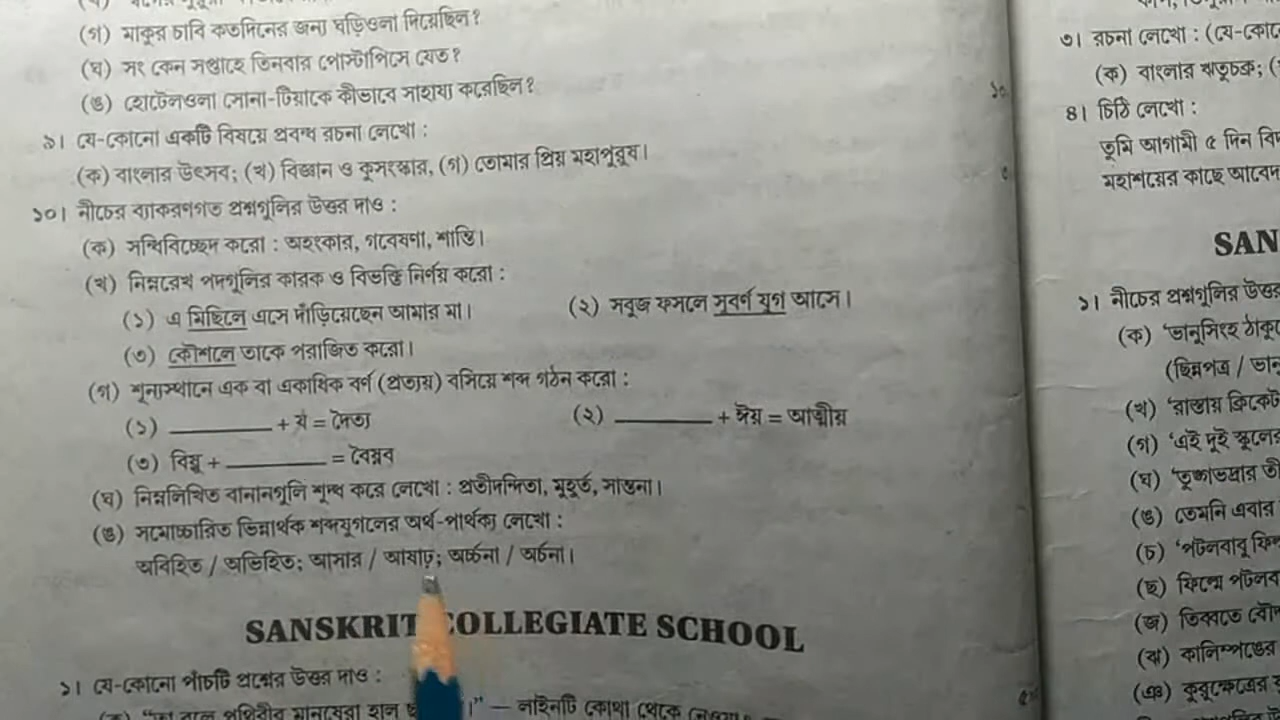 (গ) মাকুর চাবি কতদিনের জন্য ঘড়িওলা দিয়েছিল?
(ঘ) সং কেন সপ্তাহে তিনবার পোস্টাপিসে যেত?
(ঙ) হোটেলওলা সোনা-টিয়াকে কীভাবে সাহায্য করেছিল?
৯। যে-কোনো একটি বিষয়ে প্রবন্ধ রচনা লেখো : ১০
(ক) বাংলার উৎসব; (খ) বিজ্ঞান ও কুসংস্কার, (গ) তোমার প্রিয় মহাপুরুষ।
১০। নীচের ব্যাকরণগত প্রশ্নগুলির উত্তর দাও : ৫
(ক) সন্ধিবিচ্ছেদ করো : অহংকার, গবেষণা, শাস্তি।
(খ) নিম্নরেখ পদগুলির কারক ও বিভক্তি নির্ণয় করো :
(১) এ মিছিলে এসে দাঁড়িয়েছেন আমার মা। (২) সবুজ ফসলে সুবর্ণ যুগ আসে।
(৩) কৌশলে তাকে পরাজিত করো।
(গ) শূন্যস্থানে এক বা একাধিক বর্ণ (প্রত্যয়) বসিয়ে শব্দ গঠন করো :
(১) ________ + য = দৈত্য (২) ________ + ঈয় = আত্মীয়
(৩) বিষ্ণু + ________ = বৈষ্ণব
(ঘ) নিম্নলিখিত বানানগুলি শুদ্ধ করে লেখো : প্রতীদন্দিতা, মূহুর্ত, সান্তনা।
(ঙ) সমোচ্চারিত ভিন্নার্থক শব্দযুগলের অর্থ-পার্থক্য লেখো :
অবিহিত / অভিহিত; আসার / আষাঢ়; অর্চ্চনা / অর্চনা।
SANSKRIT COLLEGIATE SCHOOL
১। যে-কোনো পাঁচটি প্রশ্নের উত্তর দাও :
— লাইনটি কোথা থেকে
৩। রচনা লেখো : (যে-কোনো
(ক) বাংলার ঋতুচক্র;
৪। চিঠি লেখো :
তুমি আগামী ৫ দিন
মহাশয়ের কাছে
SAN
১। নীচের প্রশ্নগুলির উত্তর
(ক) 'ভানুসিংহ
(ছিন্নপত্র /
(খ) 'রাস্তায় ক্রিকেট
(গ) 'এই দুই স্কুলের
(ঘ)
(ঙ) তেমনি এবার
(চ) 'পটলবাবু
(ছ) ফিল্মে
(জ) তিব্বতে
(ঝ) কালিম্পঙের
(ঞ) কুরুক্ষেত্রের